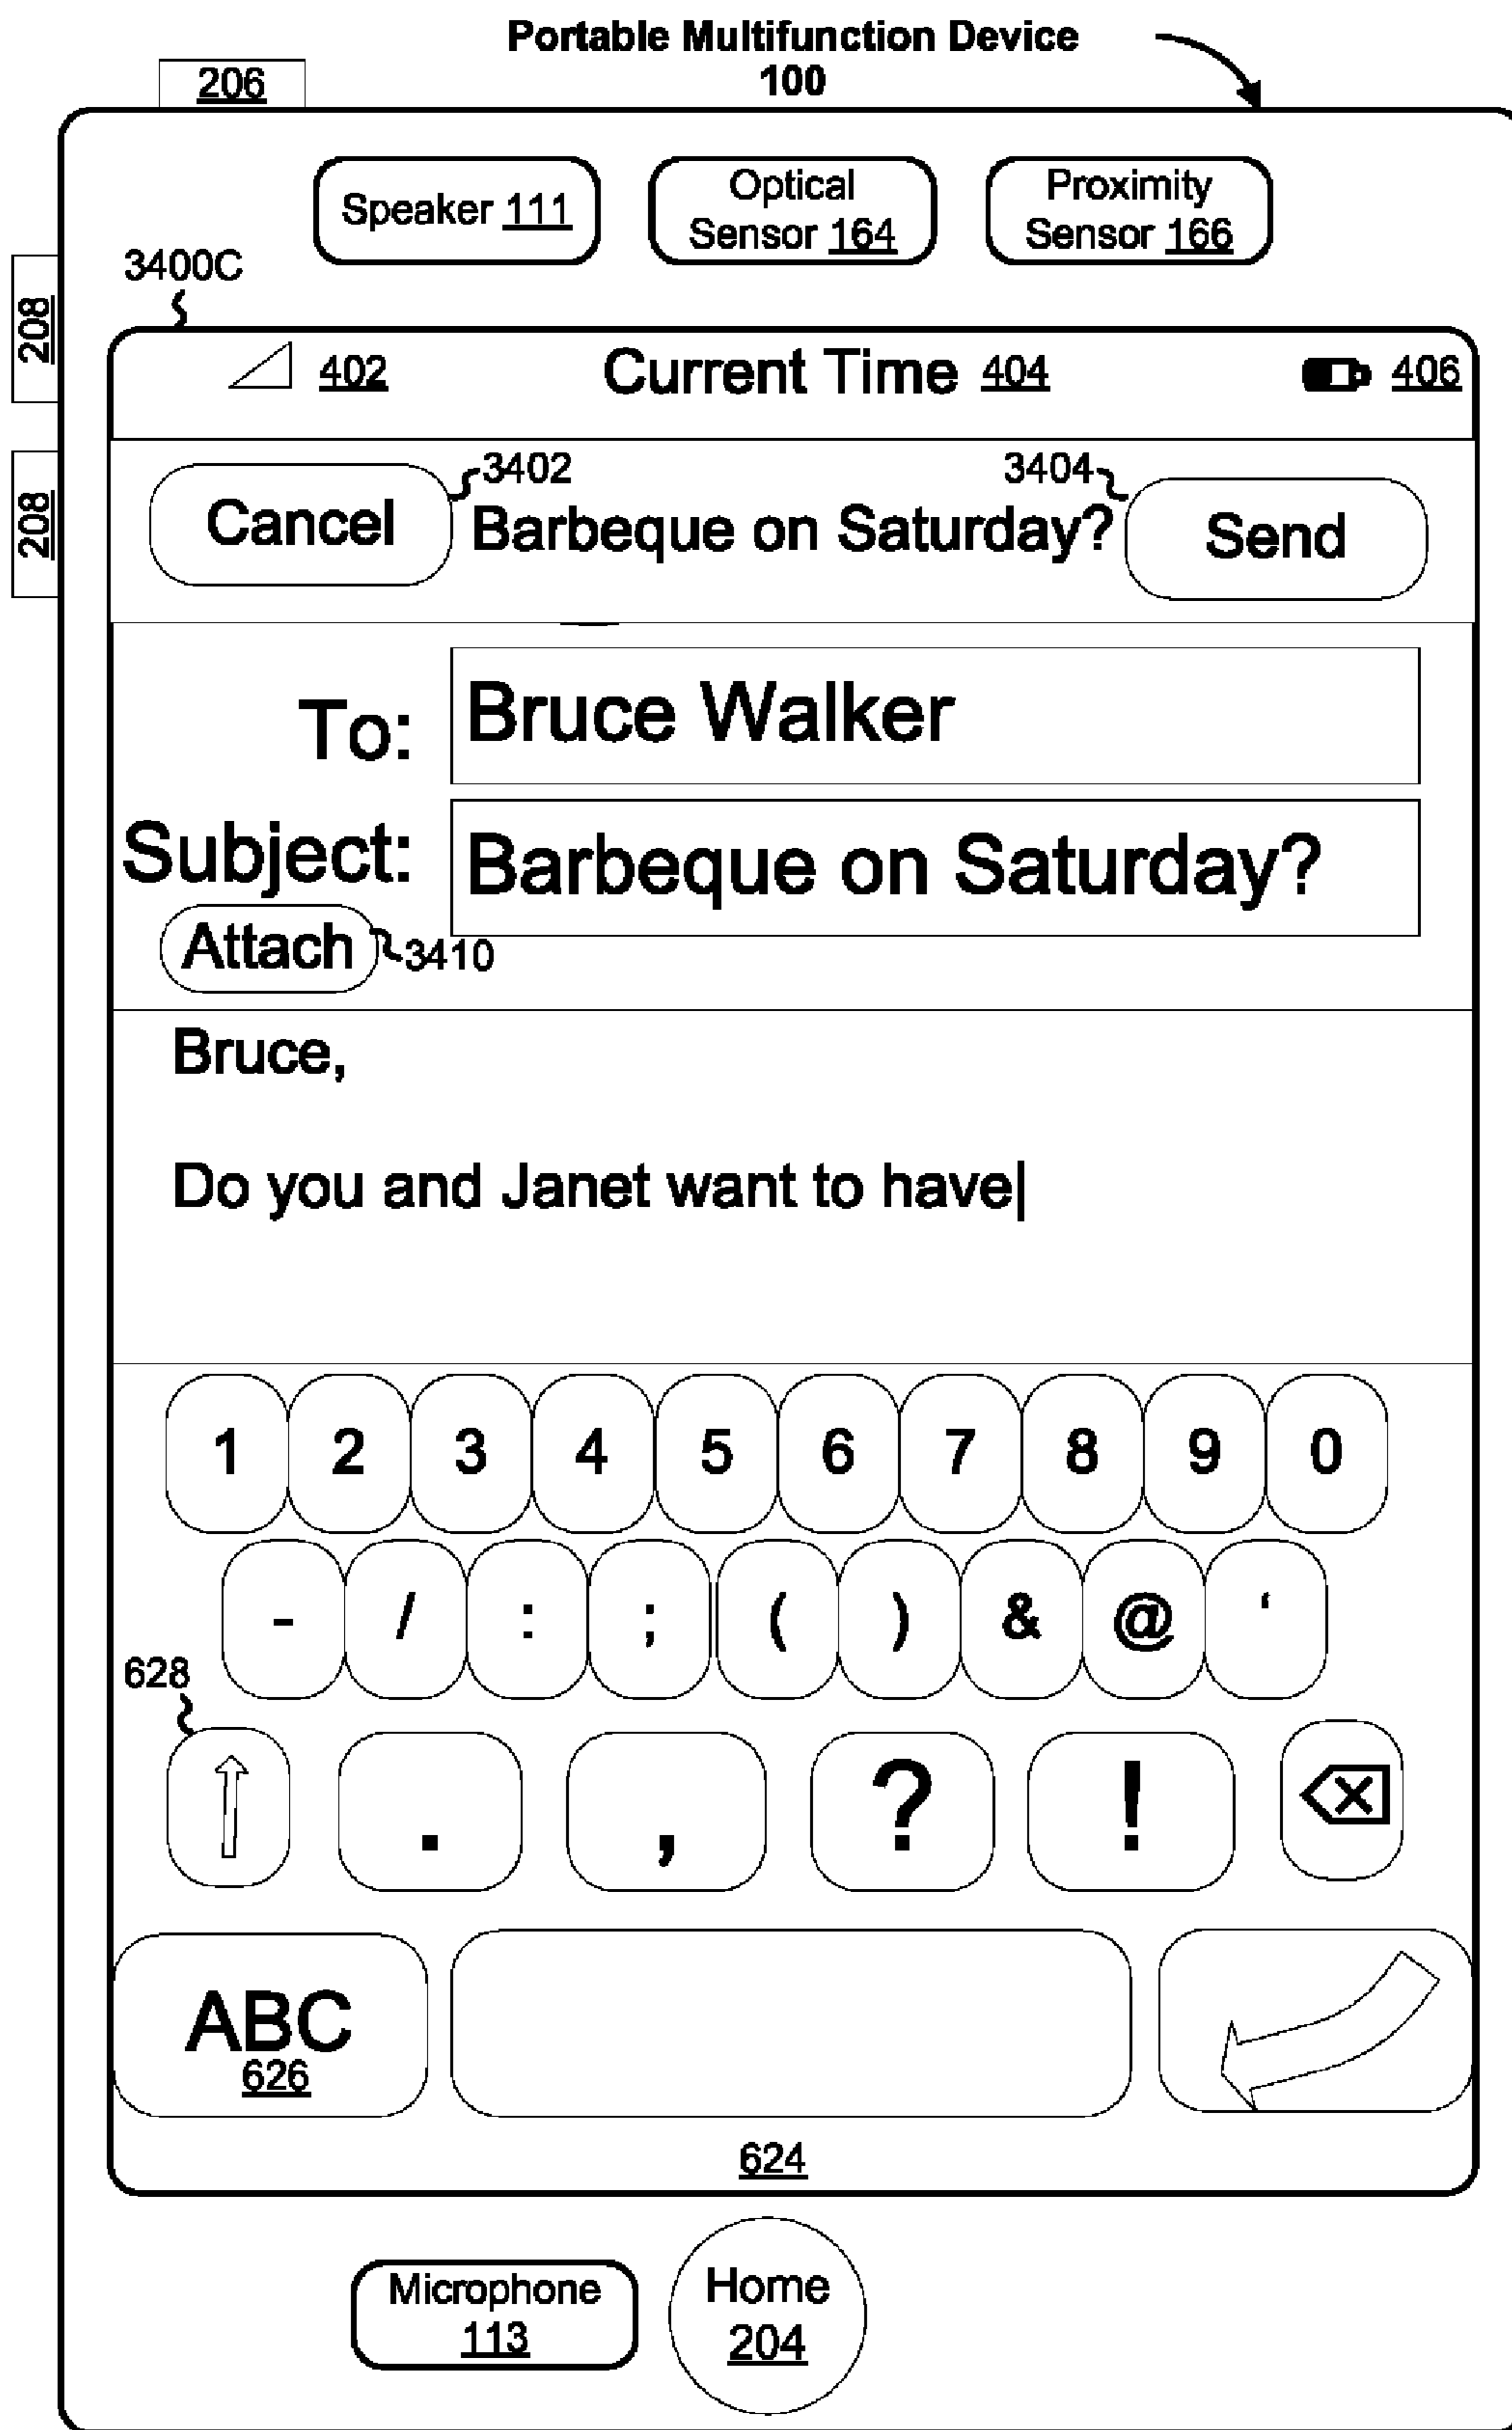 Portable Multifunction Device
100
206
Speaker 111
Optical
Sensor 164
Proximity
Sensor 166
3400C
208
208
402
Current Time 404
406
Cancel
3402
Barbeque on Saturday?
3404
Send
To:
Bruce Walker
Subject:
Barbeque on Saturday?
Attach
3410
Bruce,
Do you and Janet want to have
1 2 3 4 5 6 7 8 9 0
- / : ; ( ) & @ ‘
628
. , ? !
ABC
626
624
Microphone
113
Home
204